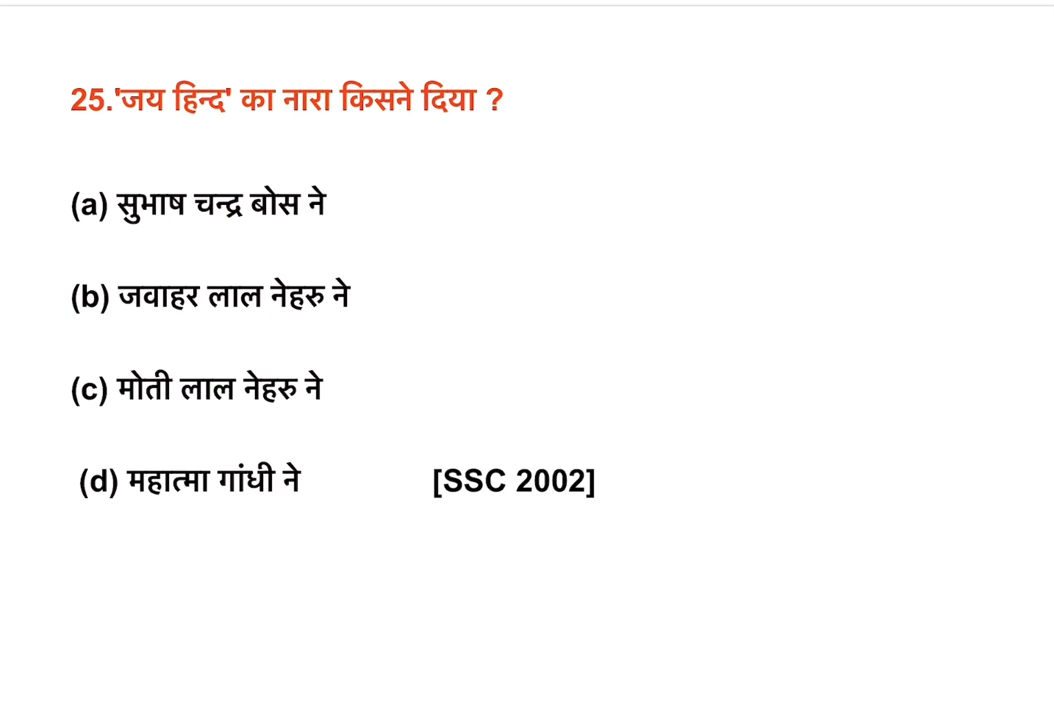 25.'जय हिन्द' का नारा किसने दिया ?
(a) सुभाष चन्द्र बोस ने
(b) जवाहर लाल नेहरु ने
(c) मोती लाल नेहरु ने
(d) महात्मा गांधी ने [SSC 2002]